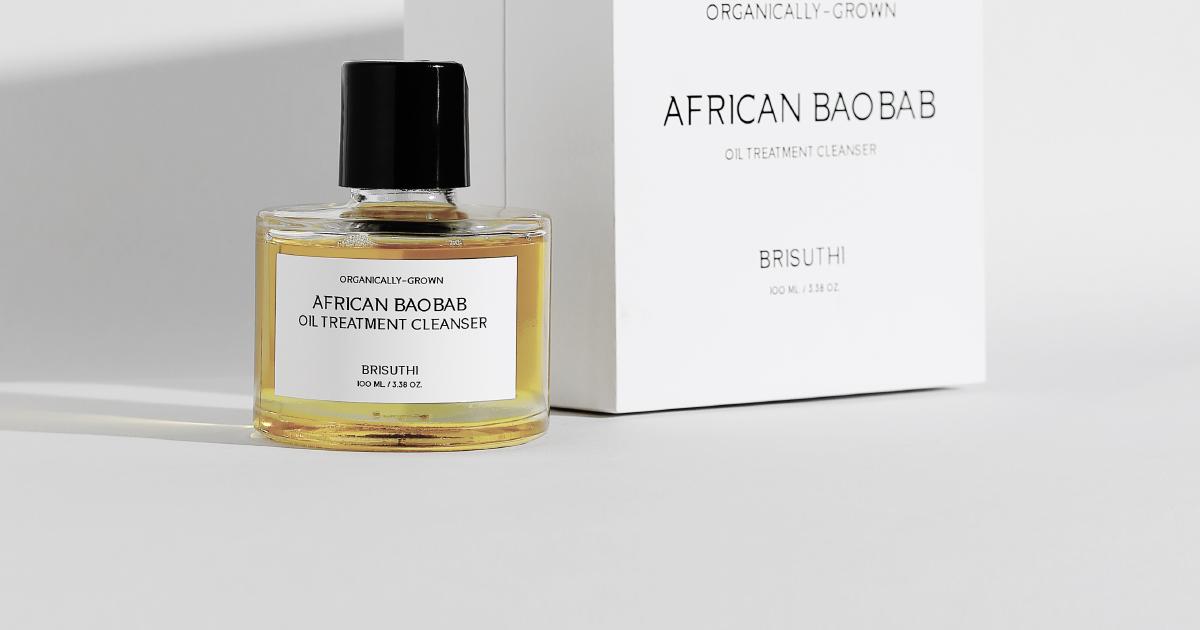 ORGANICALLY-GROWN
AFRICAN BAOBAB
OIL TREATMENT CLEANSER
BRISUTHI
100 ML. / 3.38 OZ.
ORGANICALLY-GROWN
AFRICAN BAOBAB
OIL TREATMENT CLEANSER
BRISUTHI
100 ML. / 3.38 OZ.